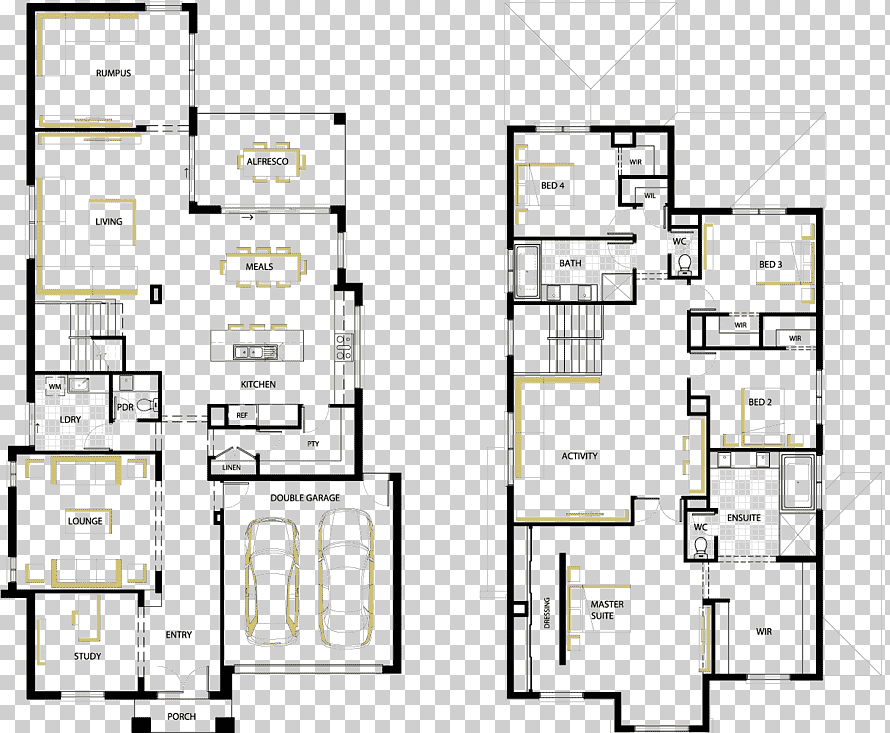 RUMPUS
ALFRESCO
LIVING
MEALS
KITCHEN
WM
LDRY
PDR
REF
PTY
LINEN
LOUNGE
DOUBLE GARAGE
STUDY
ENTRY
PORCH
BED 4
WIR
WIL
BATH
WC
BED 3
WIR
WIR
BED 2
ACTIVITY
ENSUITE
WC
DRESSING
MASTER
SUITE
WIR